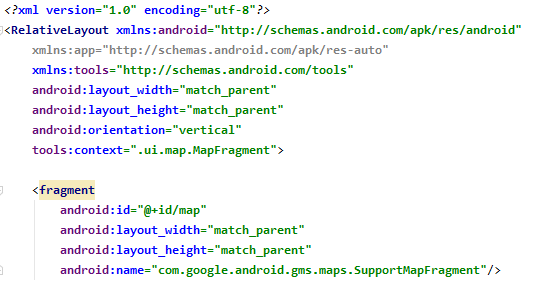 <?xml version="1.0" encoding="utf-8"?>
<RelativeLayout xmlns:android="http://schemas.android.com/apk/res/android"
    xmlns:app="http://schemas.android.com/apk/res-auto"
    xmlns:tools="http://schemas.android.com/tools"
    android:layout_width="match_parent"
    android:layout_height="match_parent"
    android:orientation="vertical"
    tools:context=".ui.map.MapFragment">

    <fragment
        android:id="@+id/map"
        android:layout_width="match_parent"
        android:layout_height="match_parent"
        android:name="com.google.android.gms.maps.SupportMapFragment"/>